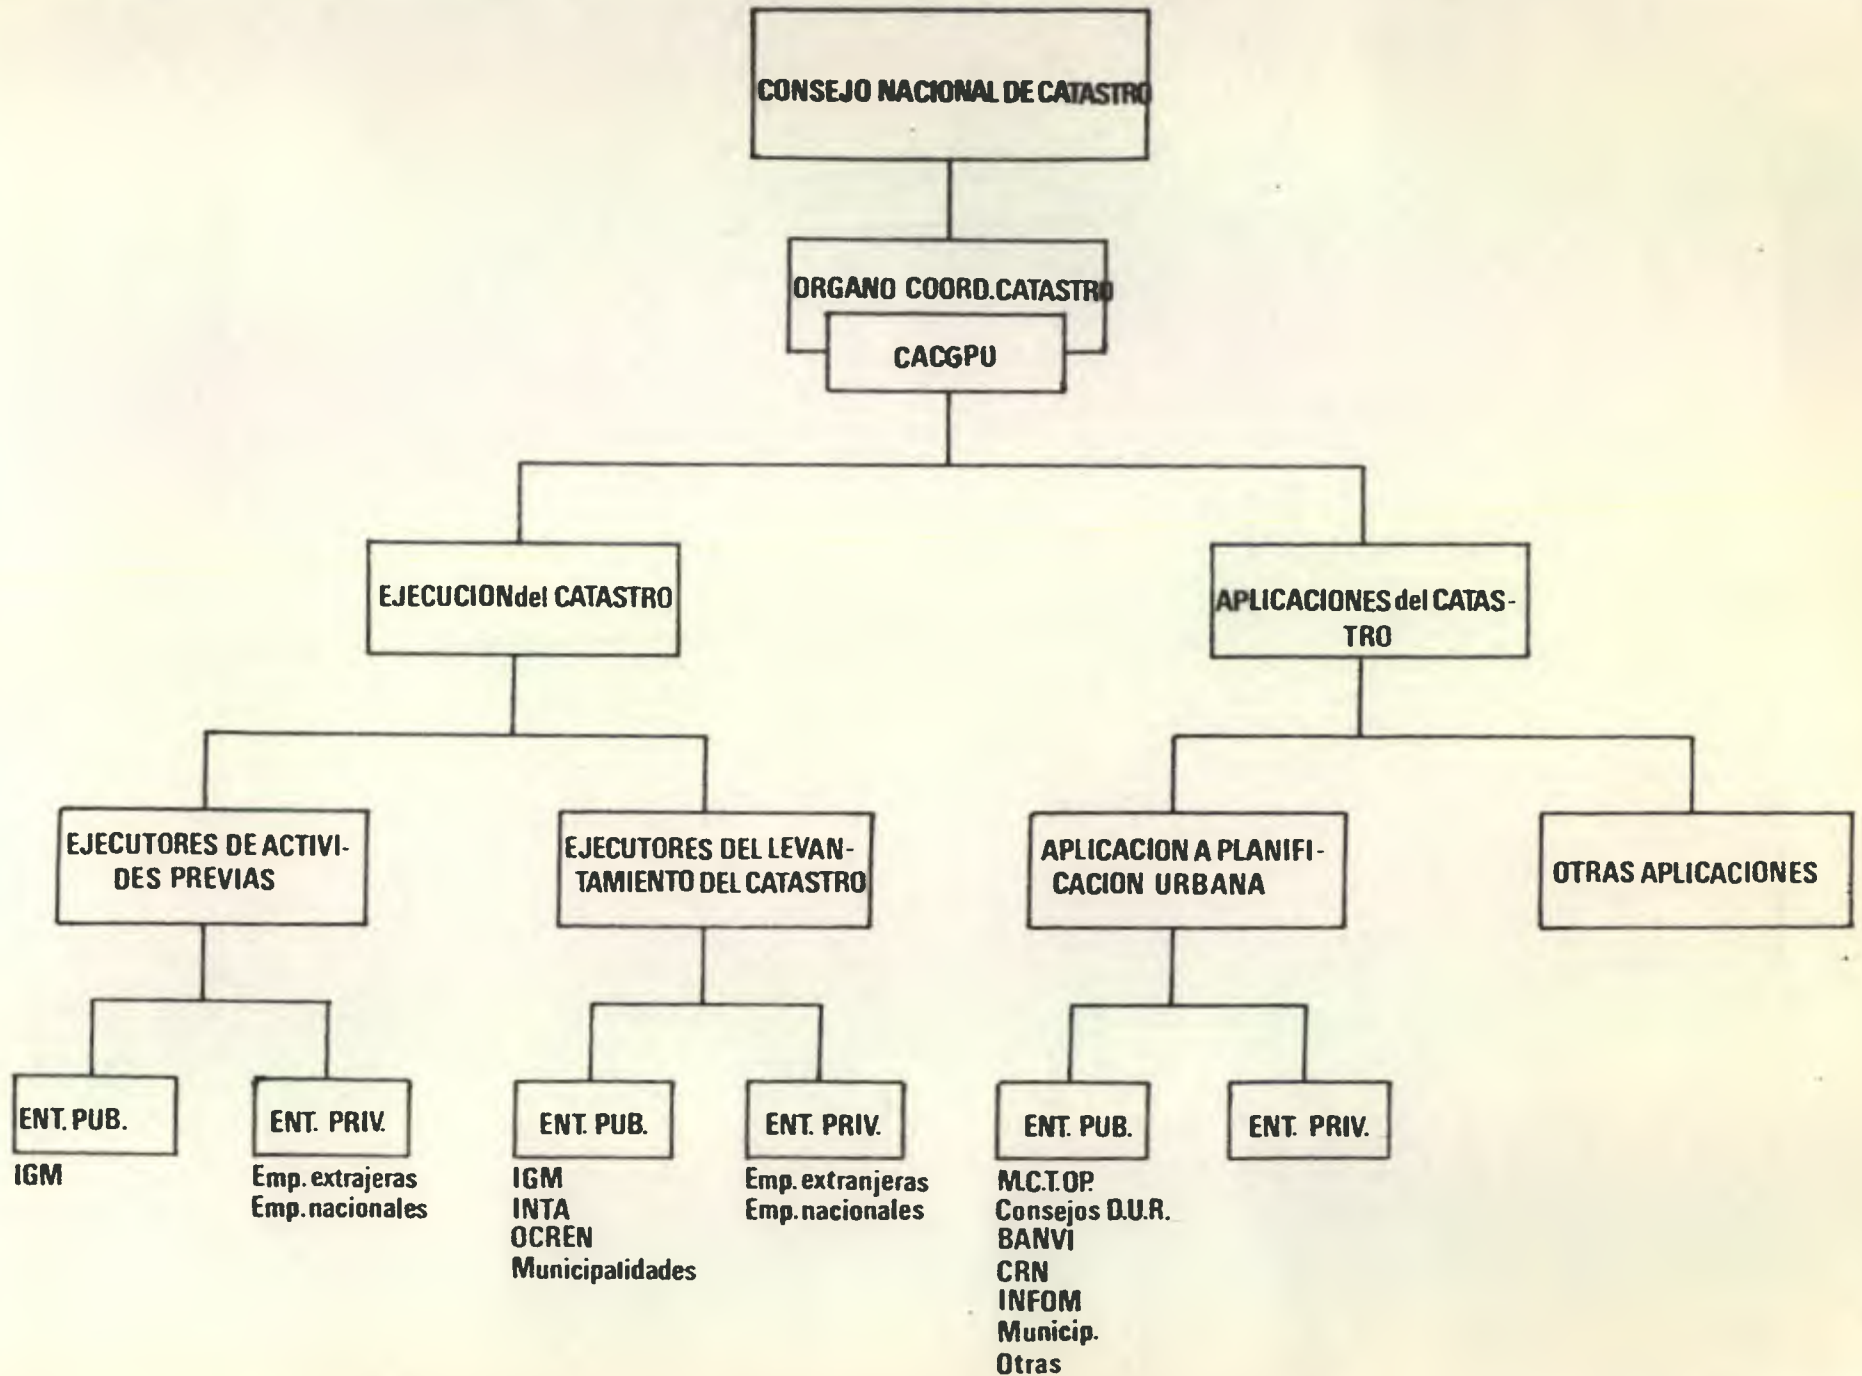 CONSEJO NACIONAL DE CATASTRO
ORGANO COORD. CATASTRO
CACGPU
EJECUCION del CATASTRO
APLICACIONES del CATAS-
TRO
EJECUTORES DE ACTIVI-
DES PREVIAS
EJECUTORES DEL LEVAN-
TAMIENTO DEL CATASTRO
APLICACION A PLANIFI-
CACION URBANA
OTRAS APLICACIONES
ENT. PUB.
IGM
ENT. PRIV.
Emp. extrajeras
Emp. nacionales
ENT. PUB.
IGM
INTA
OCREN
Municipalidades
ENT. PRIV.
Emp. extranjeras
Emp. nacionales
ENT. PUB.
M.C.T.OP.
Consejos D.U.R.
BANVI
CRN
INFOM
Municip.
Otras
ENT. PRIV.